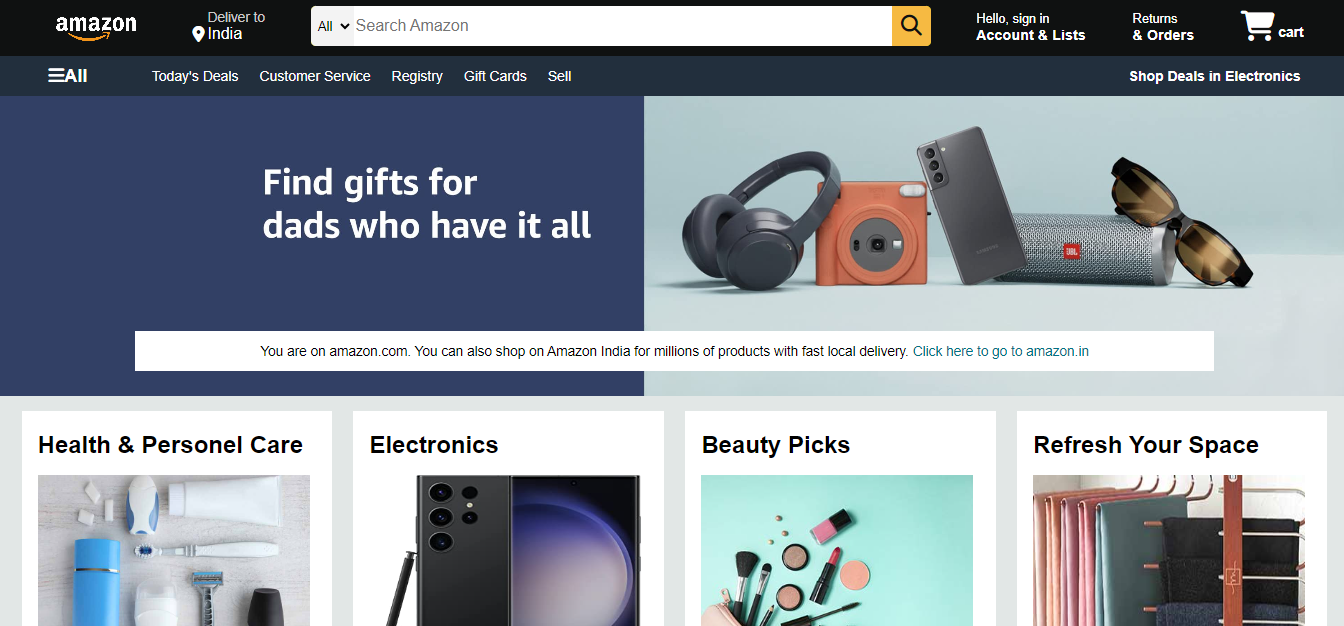 amazon
Deliver to
India
All
Search Amazon
Hello, sign in
Account & Lists
Returns
& Orders
cart
All
Today's Deals
Customer Service
Registry
Gift Cards
Sell
Shop Deals in Electronics
Find gifts for
dads who have it all
SAMSUNG
JBL
You are on amazon.com. You can also shop on Amazon India for millions of products with fast local delivery. Click here to go to amazon.in
Health & Personel Care
Electronics
Beauty Picks
Refresh Your Space